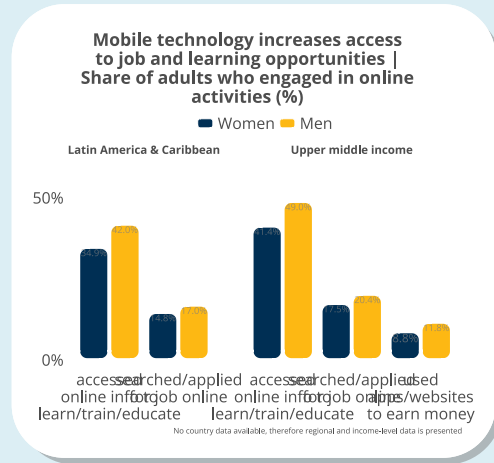 Mobile technology increases access
to job and learning opportunities |
Share of adults who engaged in online
activities (%)
Women Men
Latin America & Caribbean
Upper middle income
50%
0%
34.9%
42.0%
14.8%
17.0%
41.4%
49.0%
17.5%
20.4%
8.8%
11.8%
accessed
online info to
learn/train/educate
searched/applied
for job online
accessed
online info to
learn/train/educate
searched/applied
for job online
used
apps/websites
to earn money
No country data available, therefore regional and income-level data is presented